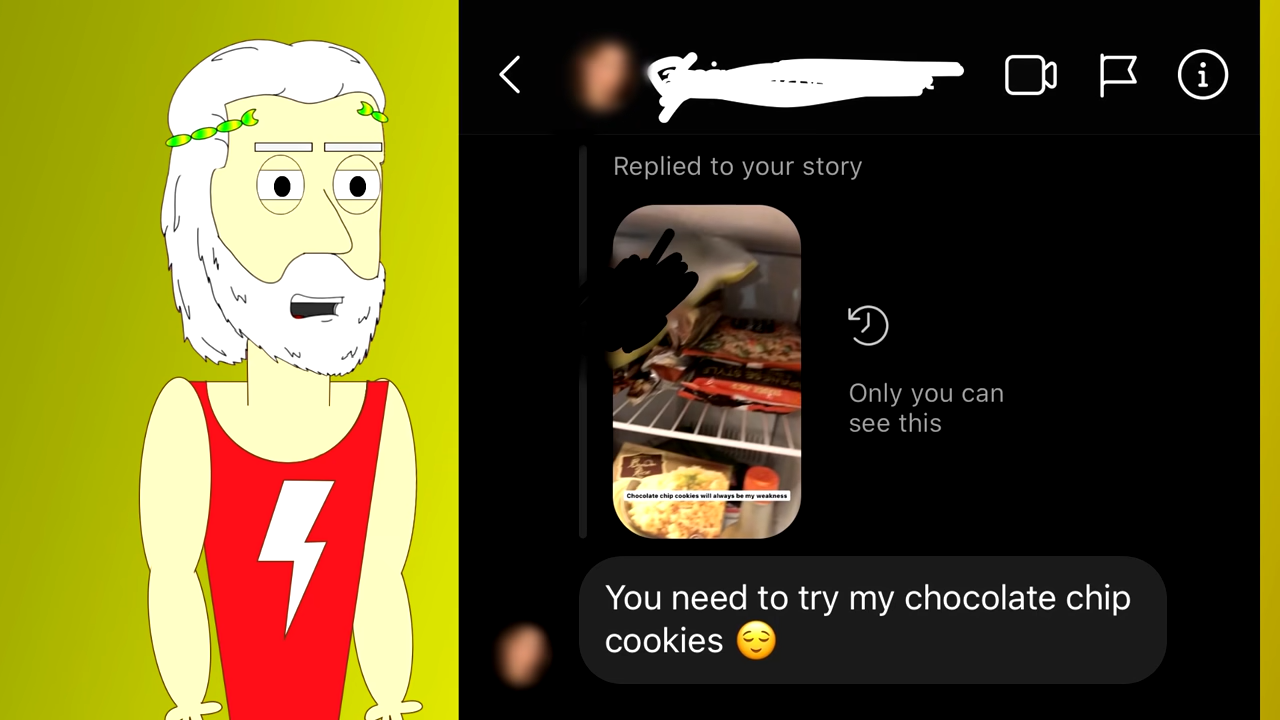 Replied to your story
Only you can
see this
Chocolate chip cookies will always be my weakness
You need to try my chocolate chip
cookies 😌